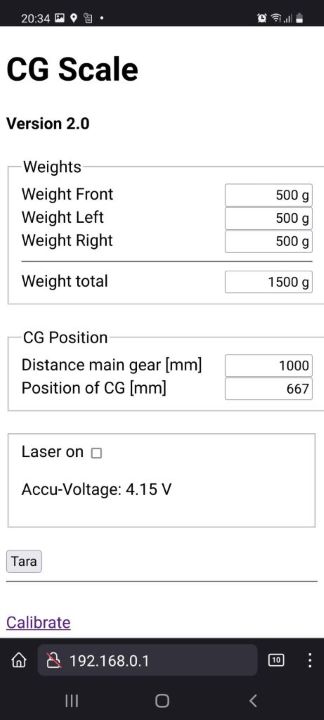 20:34
CG Scale
Version 2.0
Weights
Weight Front 500 g
Weight Left 500 g
Weight Right 500 g
Weight total 1500 g
CG Position
Distance main gear [mm] 1000
Position of CG [mm] 667
Laser on
Accu-Voltage: 4.15 V
Tara
Calibrate
192.168.0.1 10